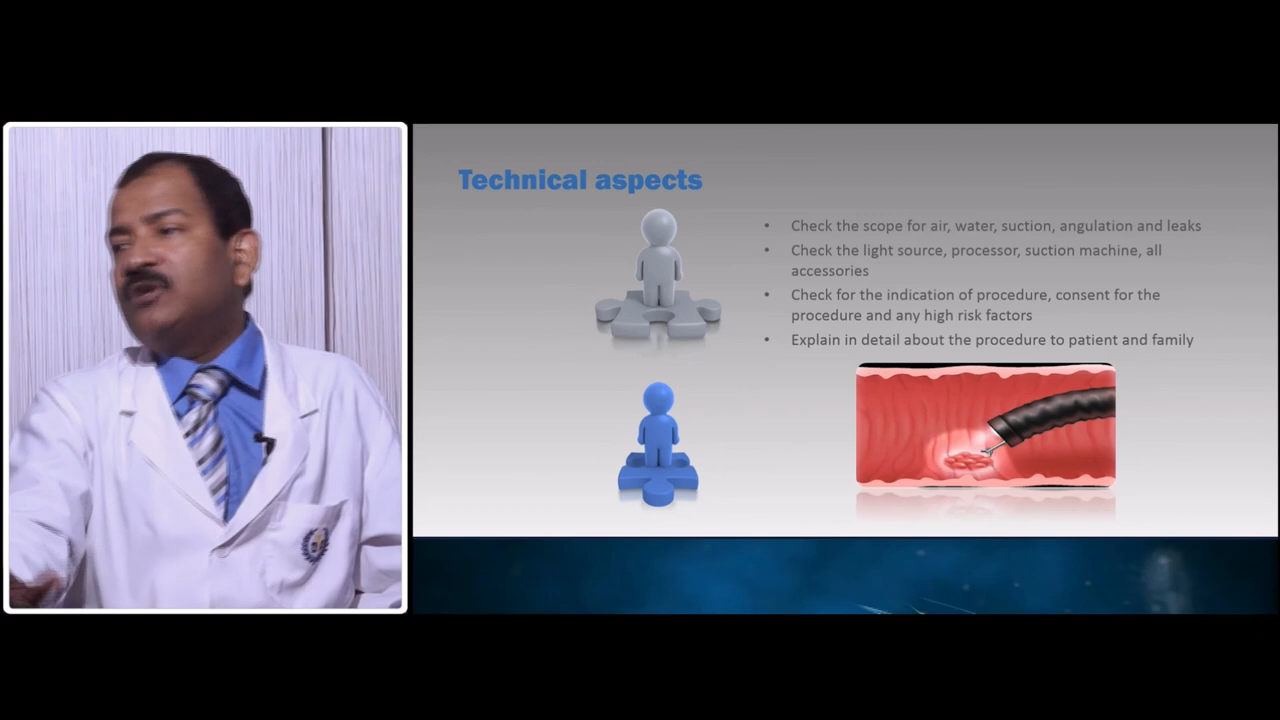 Technical aspects
• Check the scope for air, water, suction, angulation and leaks
• Check the light source, processor, suction machine, all
accessories
• Check for the indication of procedure, consent for the
procedure and any high risk factors
• Explain in detail about the procedure to patient and family